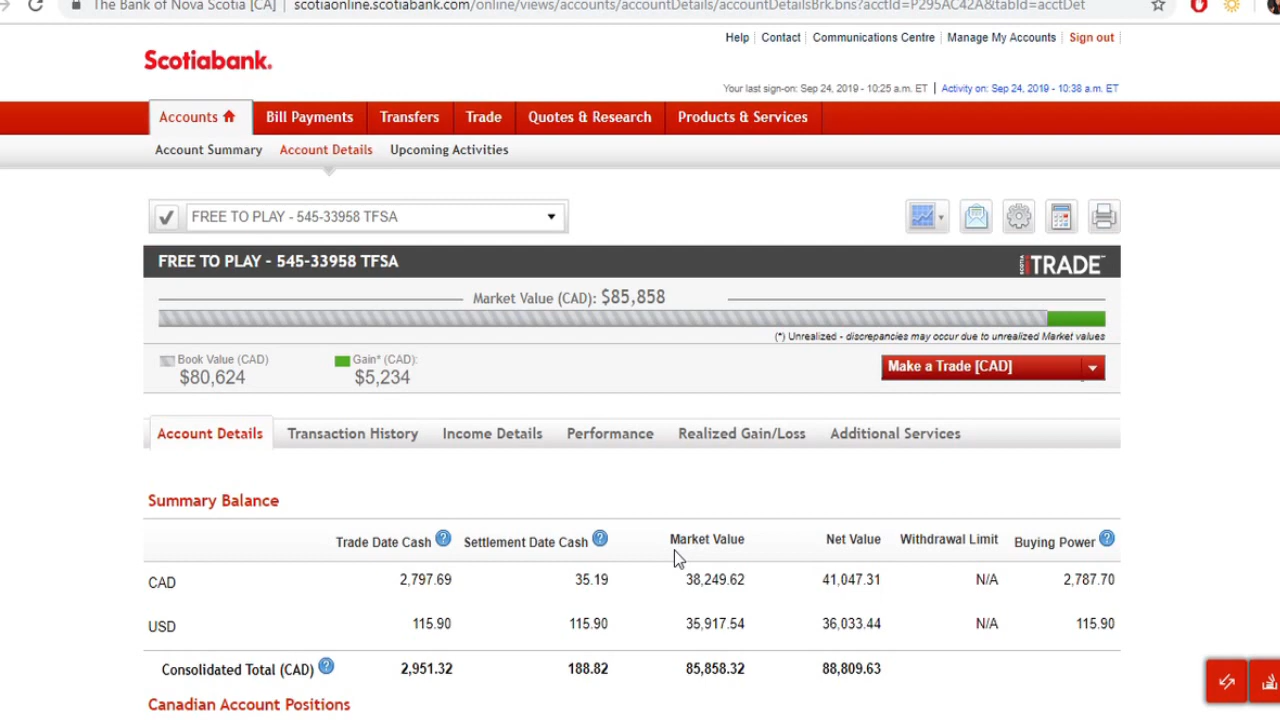 The Bank of Nova Scotia [CA] | scotiaonline.scotiabank.com/online/views/accounts/accountDetails/accountDetailsBrk.bns?acctId=P295AC42A&tabId=acctDet
Help | Contact | Communications Centre | Manage My Accounts | Sign out |
Scotiabank.
Your last sign-on: Sep 24, 2019 - 10:25 a.m. ET | Activity on: Sep 24, 2019 - 10:38 a.m. ET
Accounts Bill Payments Transfers Trade Quotes & Research Products & Services
Account Summary Account Details Upcoming Activities
FREE TO PLAY - 545-33958 TFSA
FREE TO PLAY - 545-33958 TFSA SCOTIA iTRADE™
Market Value (CAD): $85,858
(*) Unrealized - discrepancies may occur due to unrealized Market values
Book Value (CAD) Gain* (CAD):
$80,624 $5,234
Make a Trade [CAD]
Account Details Transaction History Income Details Performance Realized Gain/Loss Additional Services
Summary Balance
Trade Date Cash ? Settlement Date Cash ? Market Value Net Value Withdrawal Limit Buying Power ?
CAD 2,797.69 35.19 38,249.62 41,047.31 N/A 2,787.70
USD 115.90 115.90 35,917.54 36,033.44 N/A 115.90
Consolidated Total (CAD) ? 2,951.32 188.82 85,858.32 88,809.63
Canadian Account Positions